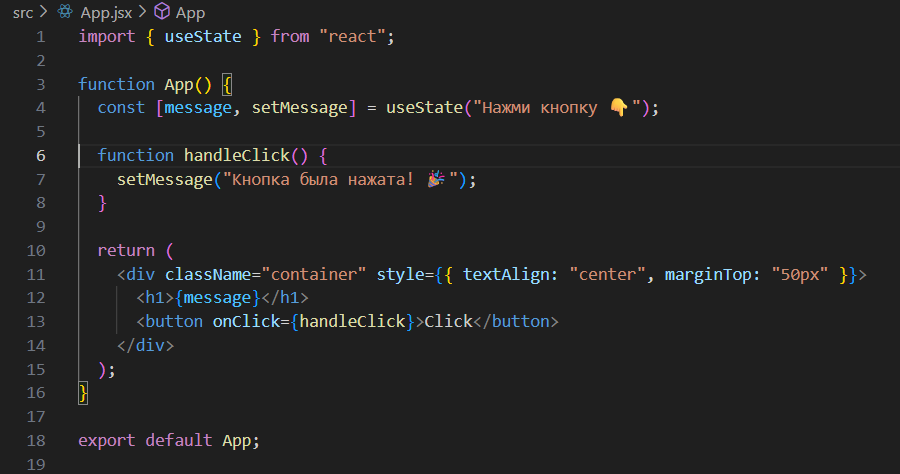 src > App.jsx > App
1 import { useState } from "react";
2
3 function App() {
4   const [message, setMessage] = useState("Нажми кнопку 👇");
5
6   function handleClick() {
7     setMessage("Кнопка была нажата! 🎉");
8   }
9
10   return (
11     <div className="container" style={{ textAlign: "center", marginTop: "50px" }}>
12       <h1>{message}</h1>
13       <button onClick={handleClick}>Click</button>
14     </div>
15   );
16 }
17
18 export default App;
19